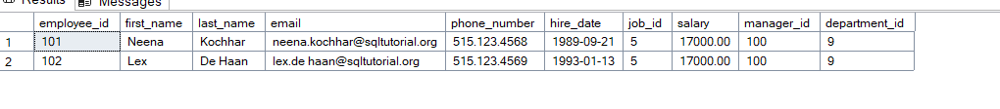 Results Messages
employee_id first_name last_name email phone_number hire_date job_id salary manager_id department_id
1 101 Neena Kochhar neena.kochhar@sqltutorial.org 515.123.4568 1989-09-21 5 17000.00 100 9
2 102 Lex De Haan lex.de haan@sqltutorial.org 515.123.4569 1993-01-13 5 17000.00 100 9